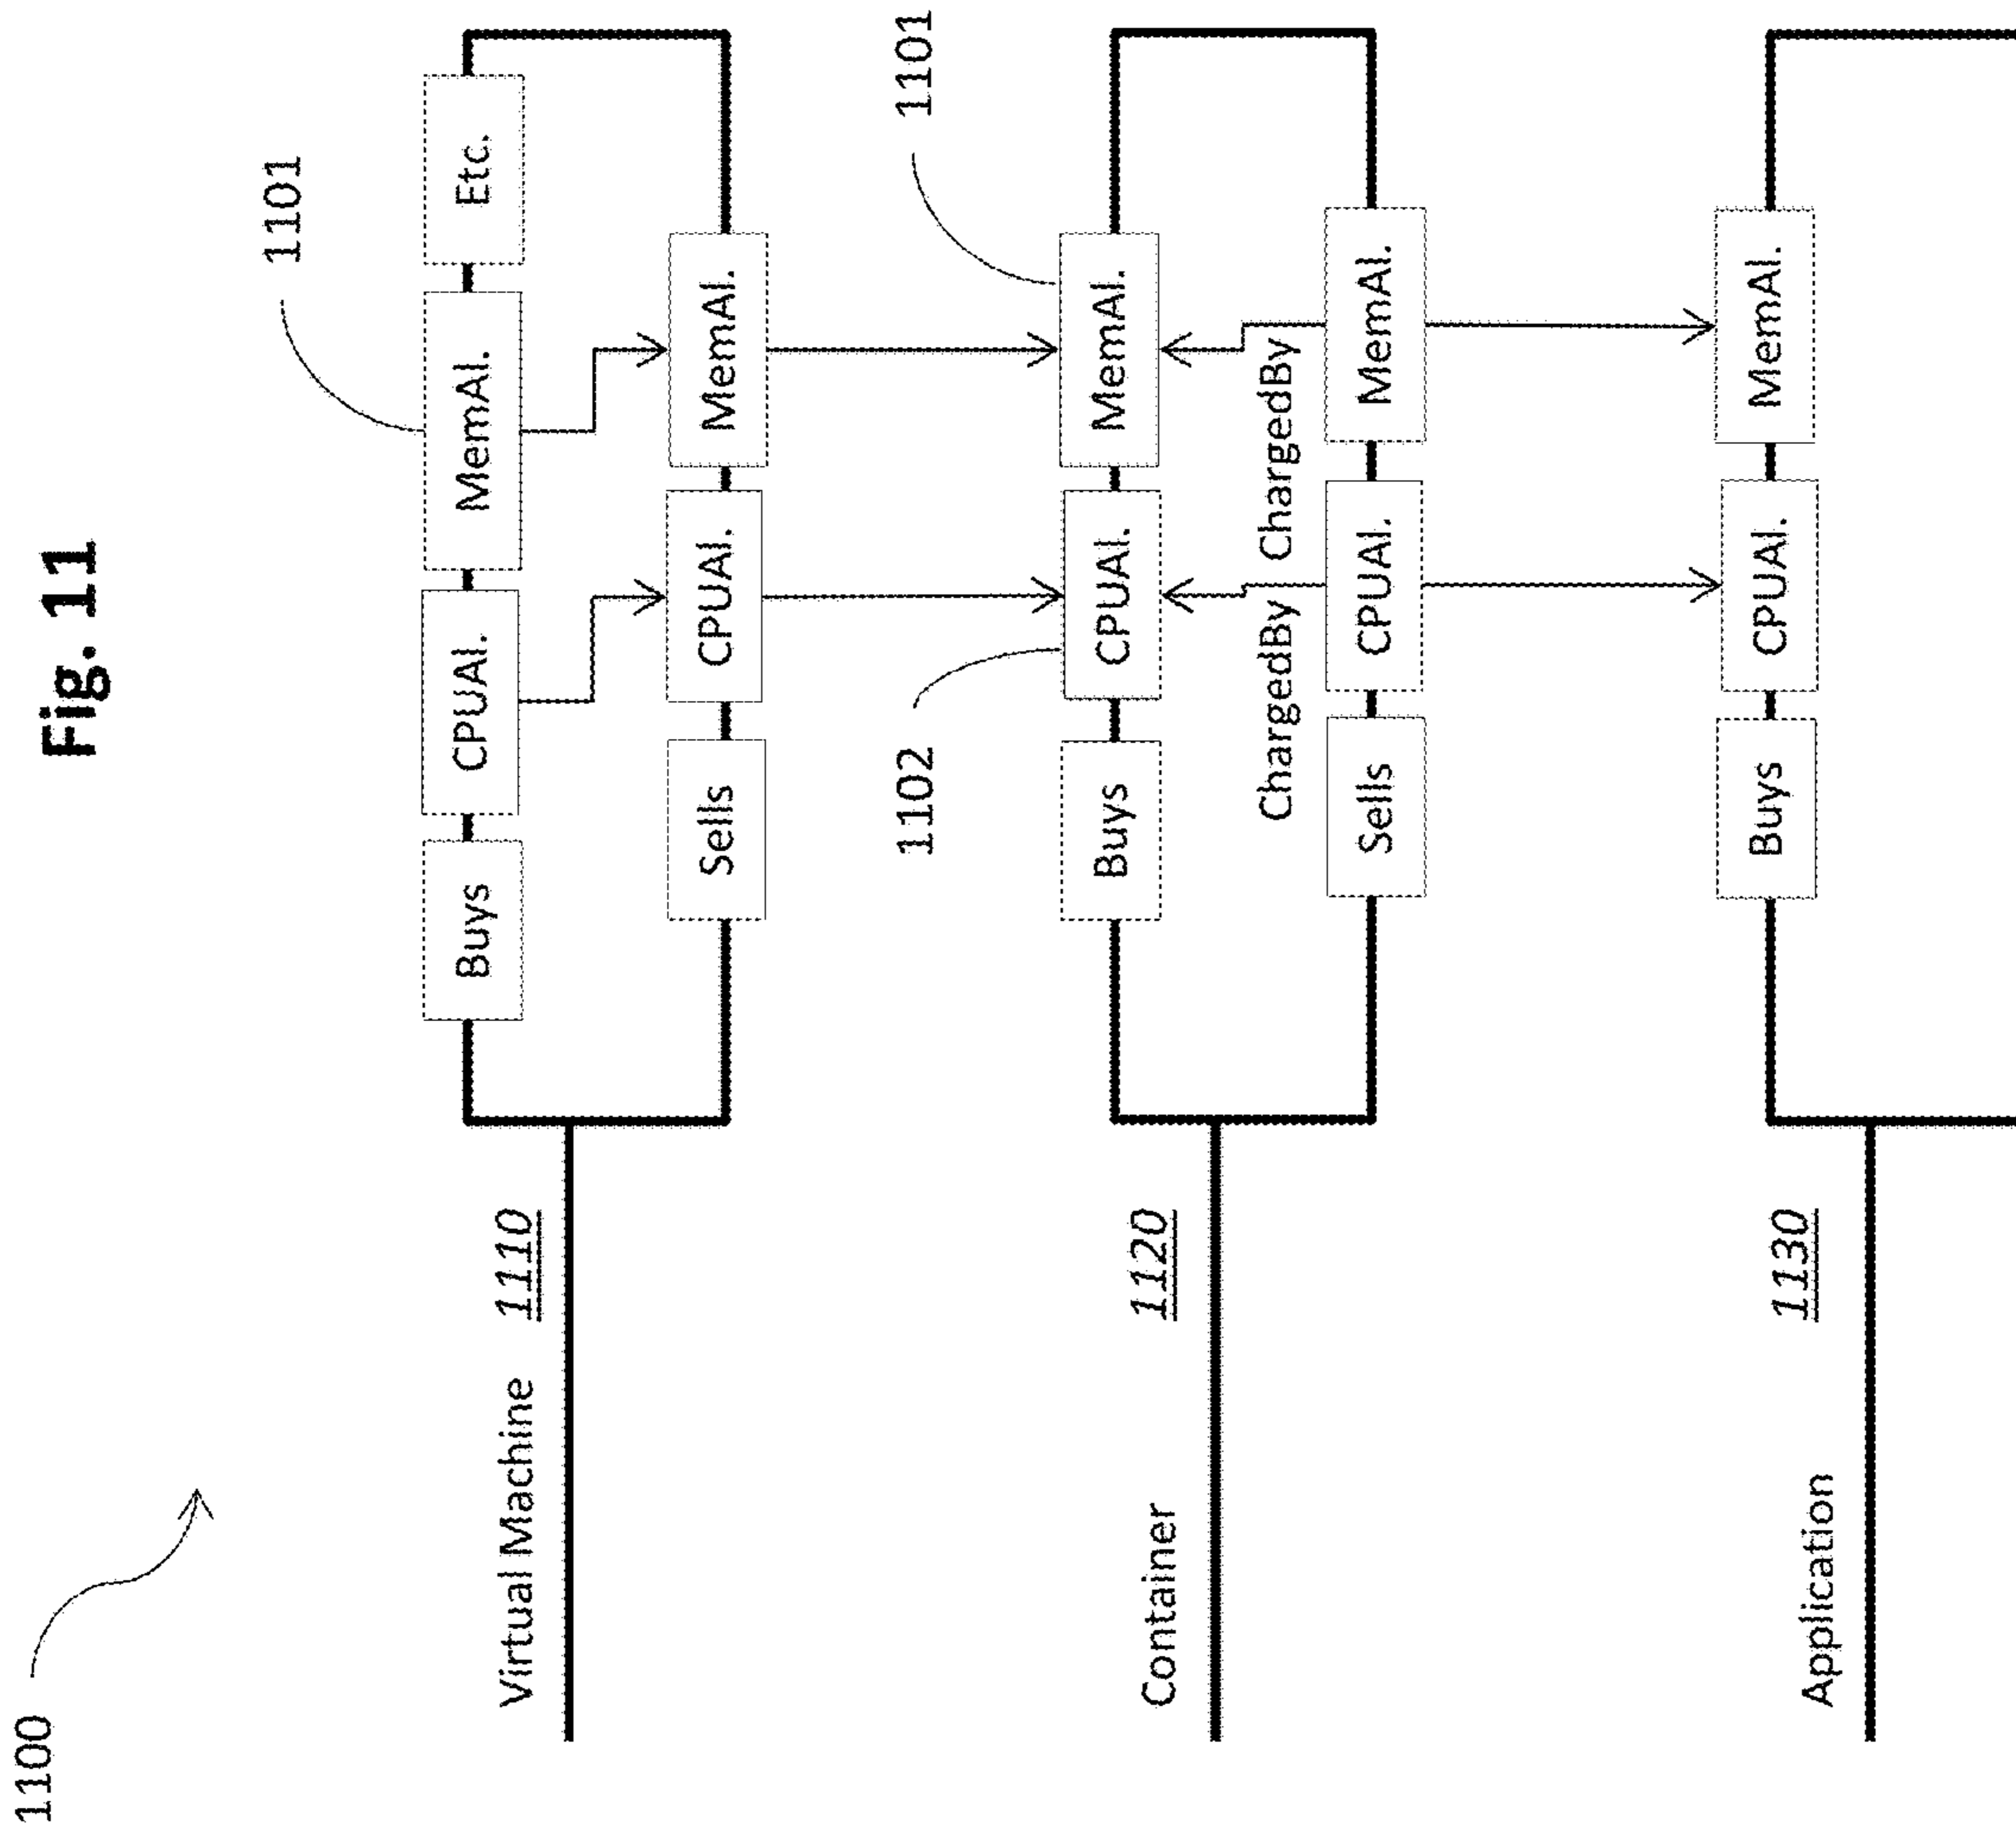 1100
Fig. 11
1101
Buys CPUAl. MemAl. Etc.
Virtual Machine 1110
Sells CPUAl. MemAl.
1102 1101
Buys CPUAl. MemAl.
Container 1120
ChargedBy ChargedBy
Sells CPUAl. MemAl.
Buys CPUAl. MemAl.
Application 1130